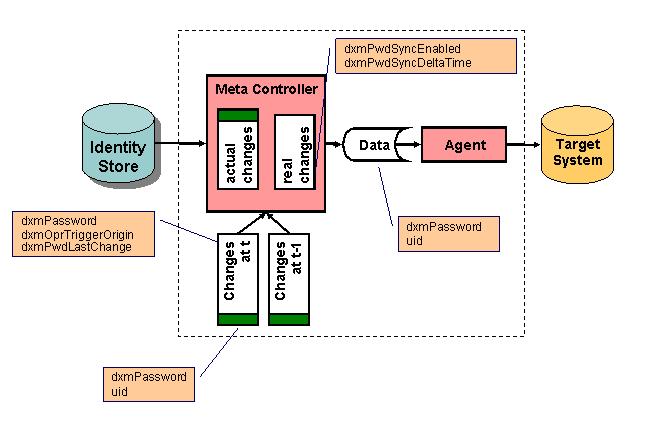 dxmPwdSyncEnabled
dxmPwdSyncDeltaTime
Meta Controller
actual
changes
real
changes
Identity
Store
Data
Agent
Target
System
dxmPassword
dxmOprTriggerOrigin
dxmPwdLastChange
dxmPassword
uid
Changes
at t
Changes
at t-1
dxmPassword
uid